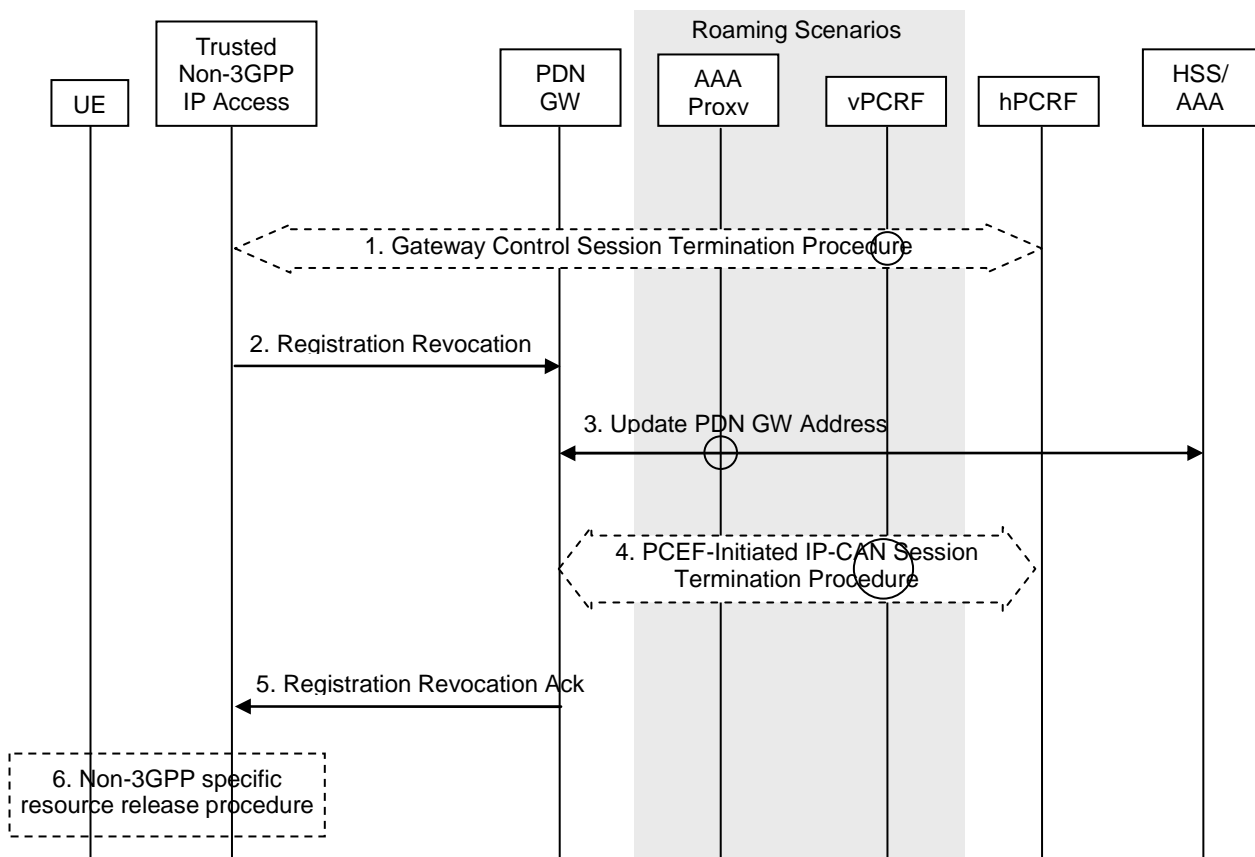 Roaming Scenarios
UE
Trusted
Non-3GPP
IP Access
PDN
GW
AAA
Proxv
vPCRF
hPCRF
HSS/
AAA
1. Gateway Control Session Termination Procedure
2. Registration Revocation
3. Update PDN GW Address
4. PCEF-Initiated IP-CAN Session
Termination Procedure
5. Registration Revocation Ack
6. Non-3GPP specific
resource release procedure